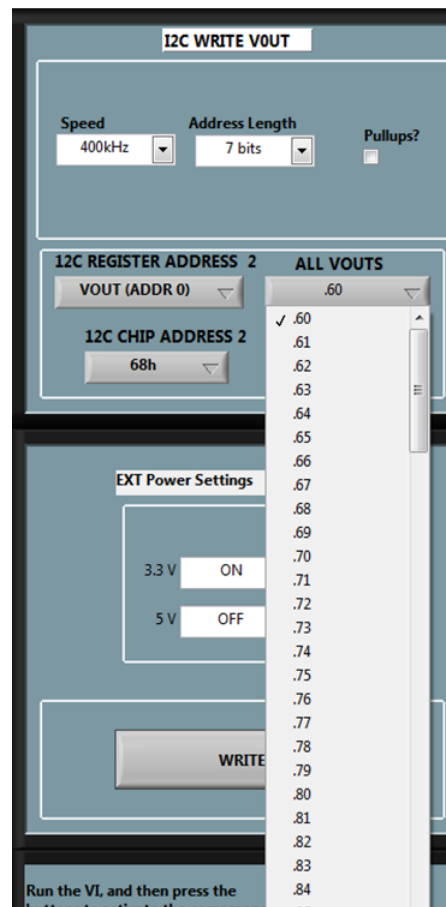 I2C WRITE V0UT
Speed
Address Length
Pullups?
400kHz
7 bits
12C REGISTER ADDRESS 2
ALL VOUTS
VOUT (ADDR 0)
.60
12C CHIP ADDRESS 2
68h
✓ .60
.61
.62
.63
.64
.65
.66
.67
.68
.69
.70
.71
.72
.73
.74
.75
.76
.77
.78
.79
.80
.81
.82
.83
.84
EXT Power Settings
3.3 V
ON
5 V
OFF
WRITE
Run the VI, and then press the